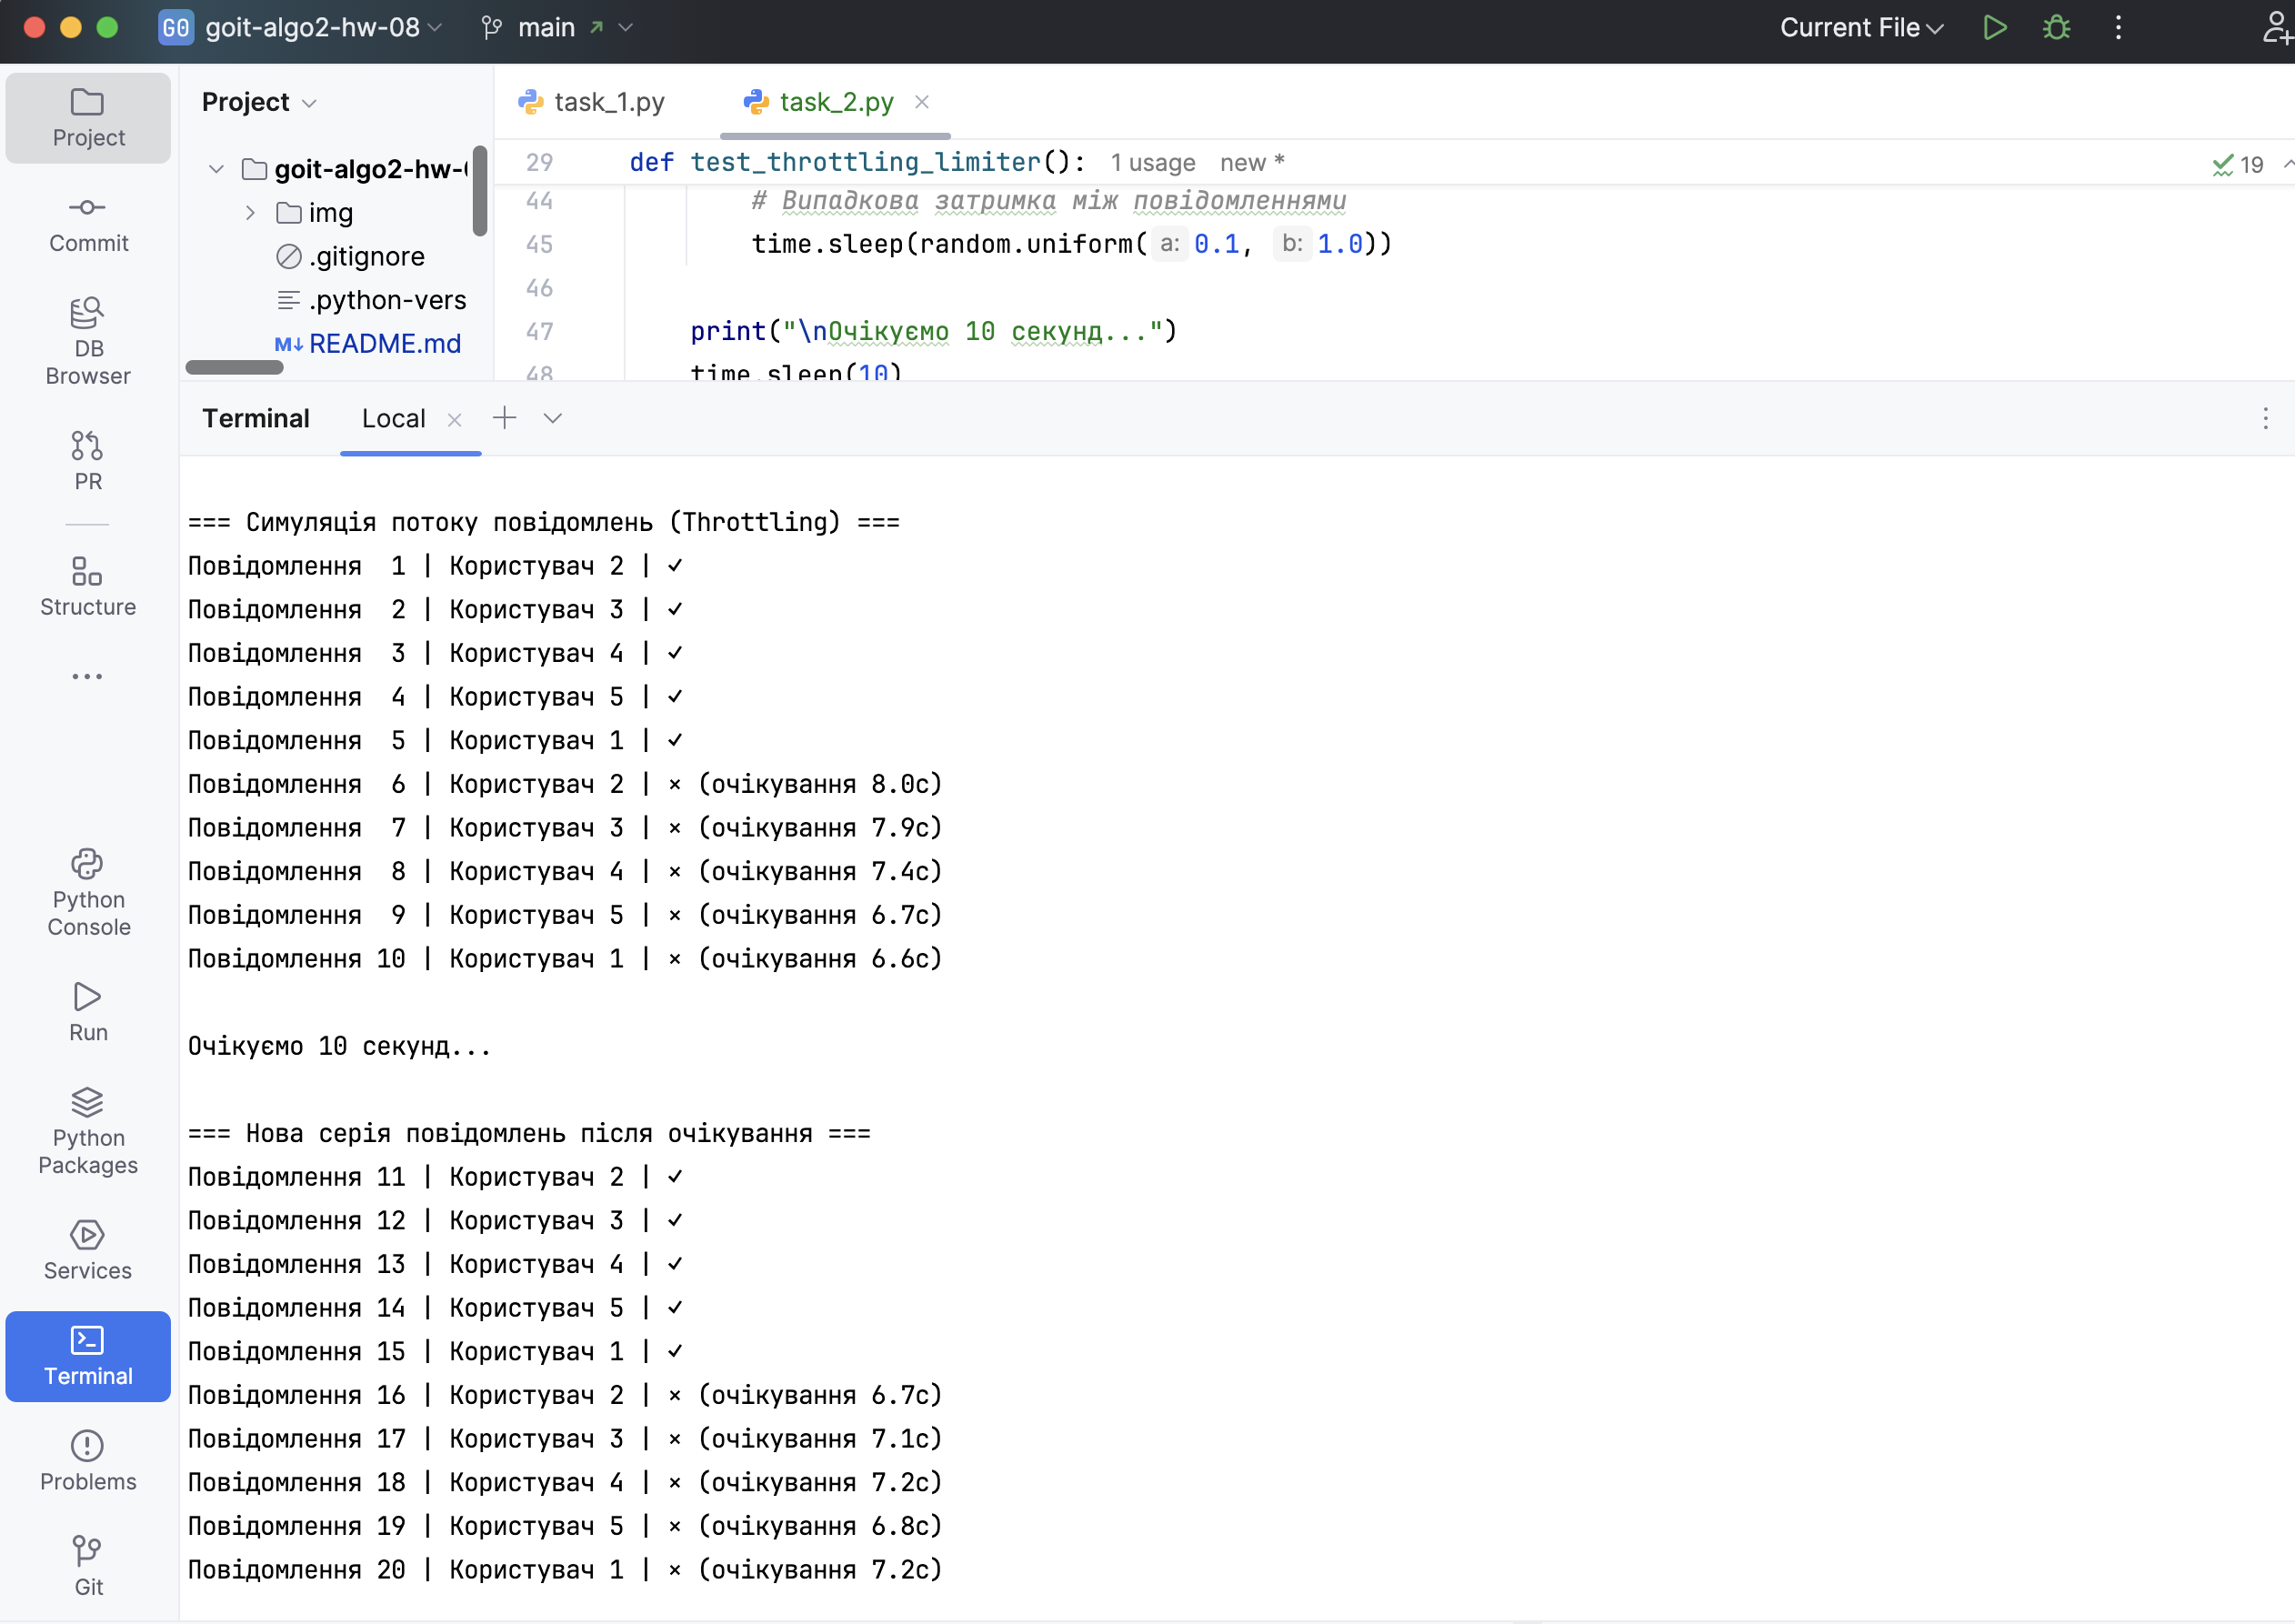 GO goit-algo2-hw-08 main Current File
Project
Commit
DB
Browser
PR
Structure
Python
Console
Run
Python
Packages
Services
Terminal
Problems
Git
Project
goit-algo2-hw-
img
.gitignore
.python-vers
M↓ README.md
task_1.py task_2.py ×
29 def test_throttling_limiter(): 1 usage new *
19
44 # Випадкова затримка між повідомленнями
45 time.sleep(random.uniform( a: 0.1, b: 1.0))
46
47 print("\nОчікуємо 10 секунд...")
48 time.sleep(10)
Terminal Local × +
=== Симуляція потоку повідомлень (Throttling) ===
Повідомлення  1 | Користувач 2 | ✓
Повідомлення  2 | Користувач 3 | ✓
Повідомлення  3 | Користувач 4 | ✓
Повідомлення  4 | Користувач 5 | ✓
Повідомлення  5 | Користувач 1 | ✓
Повідомлення  6 | Користувач 2 | × (очікування 8.0с)
Повідомлення  7 | Користувач 3 | × (очікування 7.9с)
Повідомлення  8 | Користувач 4 | × (очікування 7.4с)
Повідомлення  9 | Користувач 5 | × (очікування 6.7с)
Повідомлення 10 | Користувач 1 | × (очікування 6.6с)
Очікуємо 10 секунд...
=== Нова серія повідомлень після очікування ===
Повідомлення 11 | Користувач 2 | ✓
Повідомлення 12 | Користувач 3 | ✓
Повідомлення 13 | Користувач 4 | ✓
Повідомлення 14 | Користувач 5 | ✓
Повідомлення 15 | Користувач 1 | ✓
Повідомлення 16 | Користувач 2 | × (очікування 6.7с)
Повідомлення 17 | Користувач 3 | × (очікування 7.1с)
Повідомлення 18 | Користувач 4 | × (очікування 7.2с)
Повідомлення 19 | Користувач 5 | × (очікування 6.8с)
Повідомлення 20 | Користувач 1 | × (очікування 7.2с)